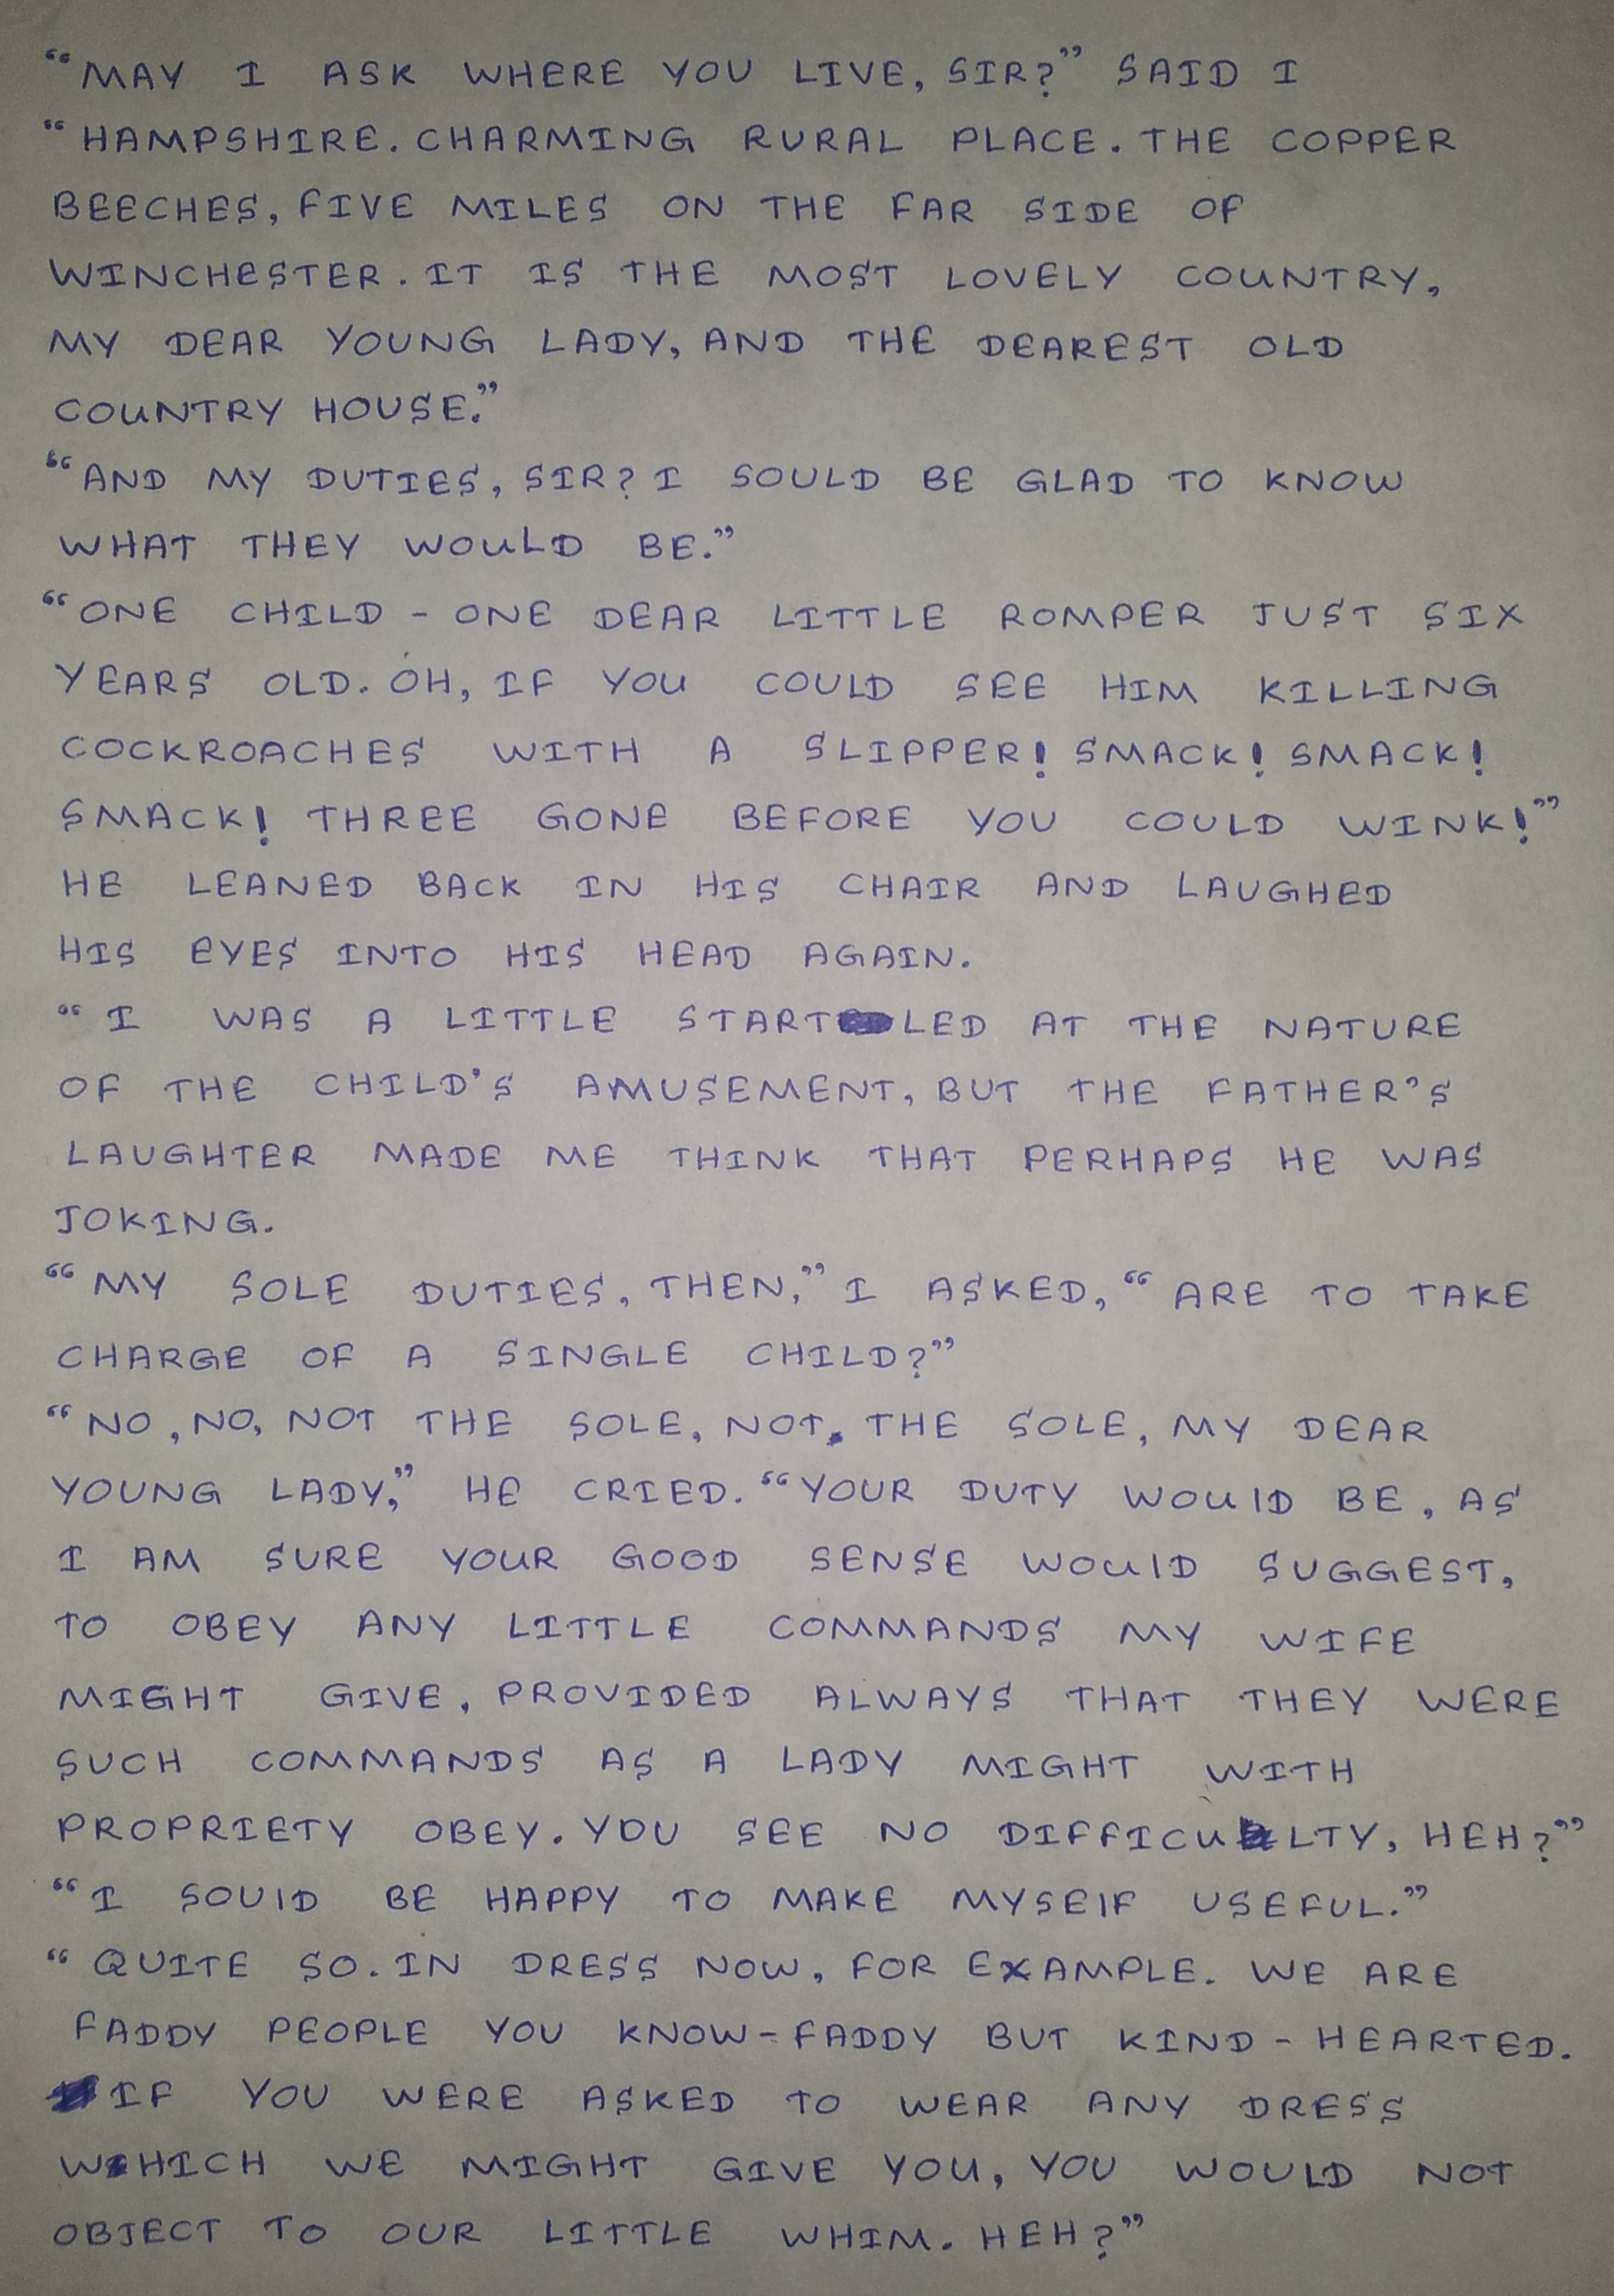 “MAY I ASK WHERE YOU LIVE, SIR?” SAID I
“HAMPSHIRE. CHARMING RURAL PLACE. THE COPPER
BEECHES, FIVE MILES ON THE FAR SIDE OF
WINCHESTER. IT IS THE MOST LOVELY COUNTRY,
MY DEAR YOUNG LADY, AND THE DEAREST OLD
COUNTRY HOUSE.”
“AND MY DUTIES, SIR? I SOULD BE GLAD TO KNOW
WHAT THEY WOULD BE.”
“ONE CHILD - ONE DEAR LITTLE ROMPER JUST SIX
YEARS OLD. OH, IF YOU COULD SEE HIM KILLING
COCKROACHES WITH A SLIPPER! SMACK! SMACK!
SMACK! THREE GONE BEFORE YOU COULD WINK!”
HE LEANED BACK IN HIS CHAIR AND LAUGHED
HIS EYES INTO HIS HEAD AGAIN.
“I WAS A LITTLE STARTLED AT THE NATURE
OF THE CHILD’S AMUSEMENT, BUT THE FATHER’S
LAUGHTER MADE ME THINK THAT PERHAPS HE WAS
JOKING.
“MY SOLE DUTIES, THEN,” I ASKED, “ARE TO TAKE
CHARGE OF A SINGLE CHILD?”
“NO, NO, NOT THE SOLE, NOT, THE SOLE, MY DEAR
YOUNG LADY,” HE CRIED. “YOUR DUTY WOUlD BE, AS
I AM SURE YOUR GOOD SENSE WOUlD SUGGEST,
TO OBEY ANY LITTLE COMMANDS MY WIFE
MIGHT GIVE, PROVIDED ALWAYS THAT THEY WERE
SUCH COMMANDS AS A LADY MIGHT WITH
PROPRIETY OBEY. YOU SEE NO DIFFICULTY, HEH?”
“I SOUlD BE HAPPY TO MAKE MYSElF USEFUL.”
“QUITE SO. IN DRESS NOW, FOR EXAMPLE. WE ARE
FADDY PEOPLE YOU KNOW - FADDY BUT KIND - HEARTED.
IF YOU WERE ASKED TO WEAR ANY DRESS
WHICH WE MIGHT GIVE YOU, YOU WOULD NOT
OBJECT TO OUR LITTLE WHIM. HEH?”